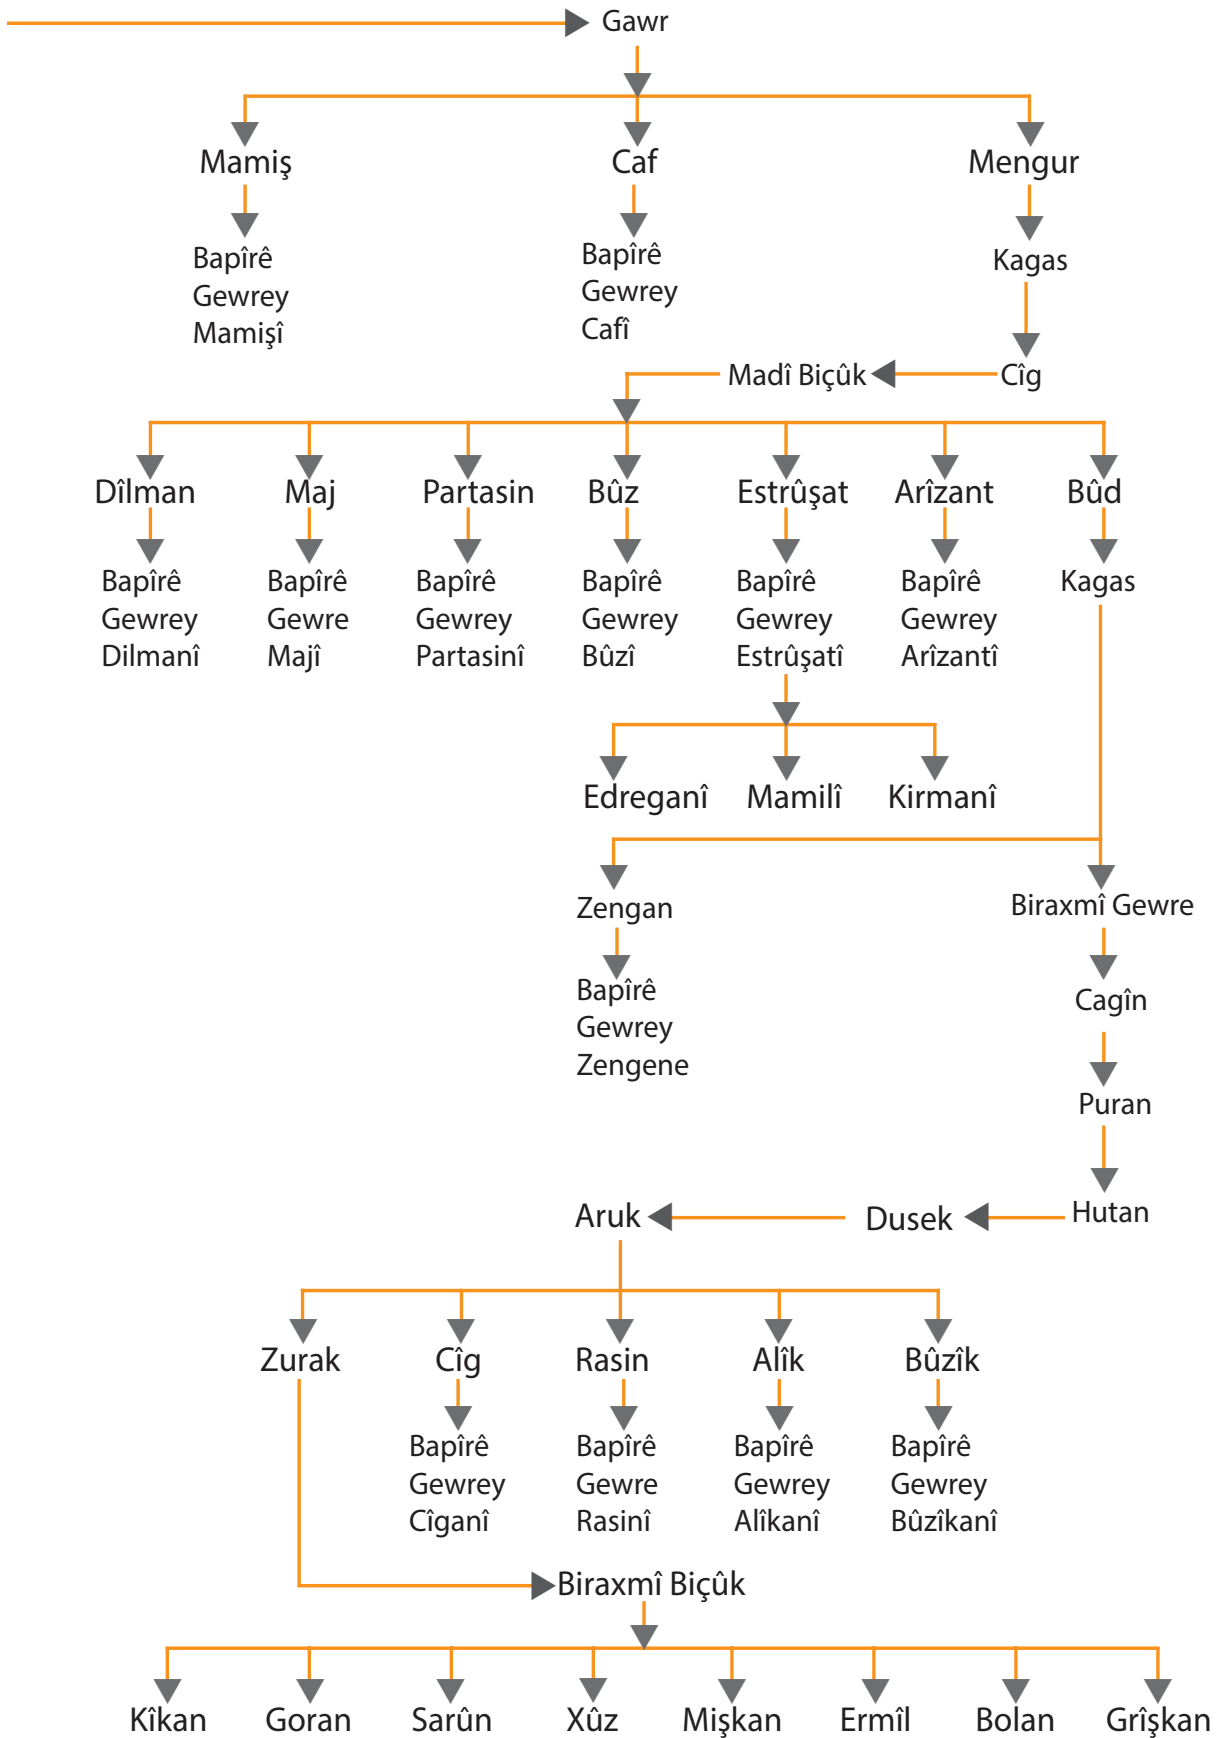 Gawr
Mamiş
Caf
Mengur
Bapîrê
Gewrey
Mamişî
Bapîrê
Gewrey
Cafî
Kagas
Cîg
Madî Biçûk
Dîlman
Maj
Partasin
Bûz
Estrûşat
Arîzant
Bûd
Bapîrê
Gewrey
Dilmanî
Bapîrê
Gewre
Majî
Bapîrê
Gewrey
Partasinî
Bapîrê
Gewrey
Bûzî
Bapîrê
Gewrey
Estrûşatî
Bapîrê
Gewrey
Arîzantî
Kagas
Edreganî
Mamilî
Kirmanî
Zengan
Biraxmî Gewre
Bapîrê
Gewrey
Zengene
Cagîn
Puran
Hutan
Dusek
Aruk
Zurak
Cîg
Rasin
Alîk
Bûzîk
Bapîrê
Gewrey
Cîganî
Bapîrê
Gewre
Rasinî
Bapîrê
Gewrey
Alîkanî
Bapîrê
Gewrey
Bûzîkanî
Biraxmî Biçûk
Kîkan
Goran
Sarûn
Xûz
Mişkan
Ermîl
Bolan
Grîşkan